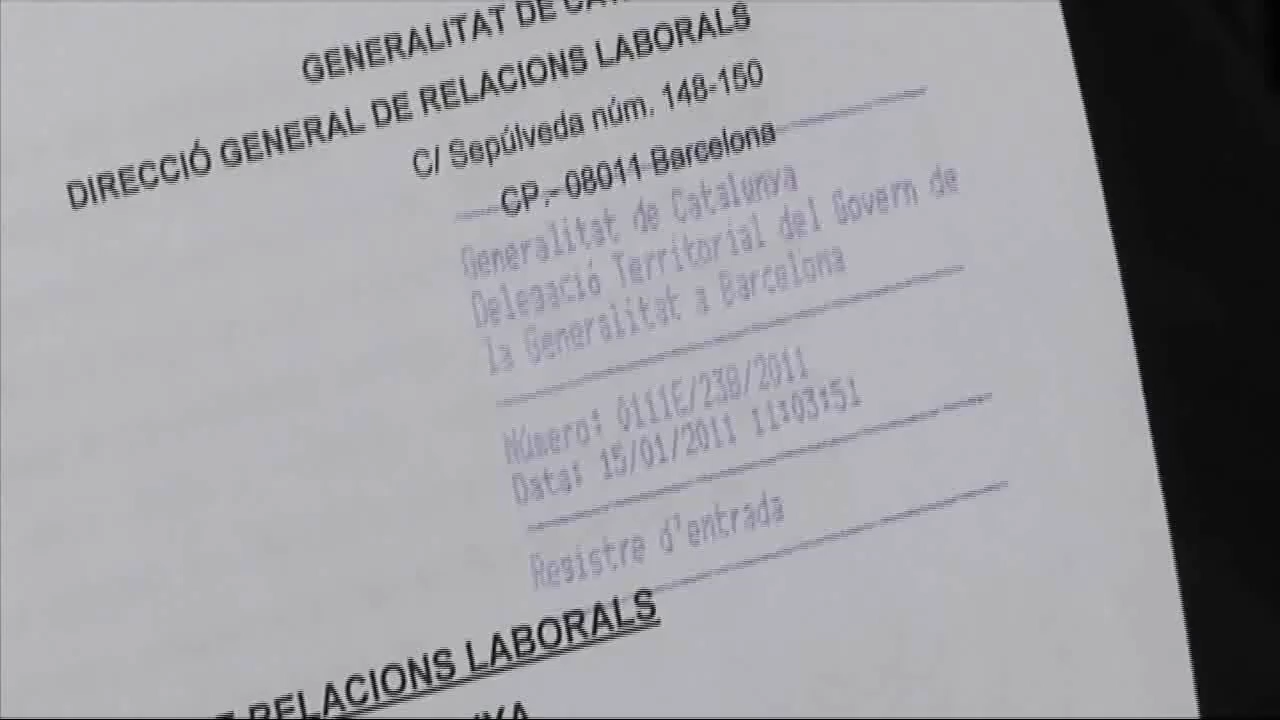 GENERALITAT DE
DIRECCIÓ GENERAL DE RELACIONS LABORALS
C/ Sepúlveda núm. 148-150
CP.- 08011 Barcelona
Generalitat de Catalunya
Delegació Territorial del Govern de
la Generalitat a Barcelona
Número: 0111E/238/2011
Data: 15/01/2011 11:03:51
Registre d'entrada
RELACIONS LABORALS